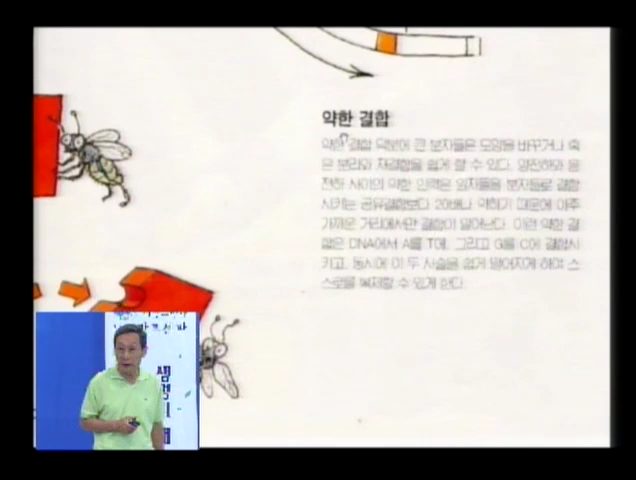 약한 결합
약한 결합 덕분에 큰 분자들은 모양을 바꾸거나 혹
은 분리와 재결합을 쉽게 할 수 있다. 양전하와 음
전하 사이의 약한 인력은 원자들을 분자들로 결합
시키는 공유결합보다 20배나 약하기 때문에 아주
가까운 거리에서만 결합이 일어난다. 이런 약한 결
합은 DNA에서 A를 T에, 그리고 G를 C에 결합시
키고, 동시에 이 두 사슬을 쉽게 떨어지게 하여 스
스로를 복제할 수 있게 한다.